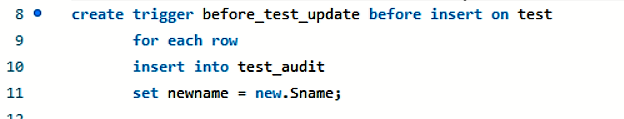 8 create trigger before_test_update before insert on test
9 for each row
10 insert into test_audit
11 set newname = new.Sname;
12